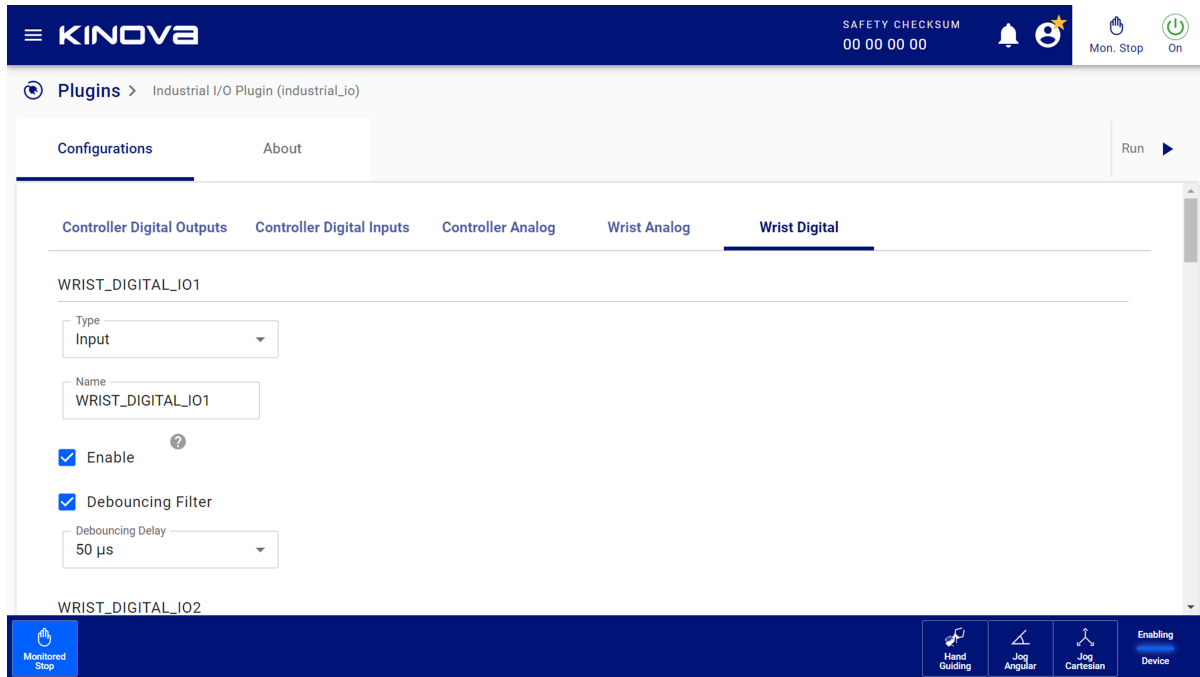 KINOVA
SAFETY CHECKSUM
00 00 00 00
Mon. Stop
On
Plugins > Industrial I/O Plugin (industrial_io)
Configurations
About
Run
Controller Digital Outputs
Controller Digital Inputs
Controller Analog
Wrist Analog
Wrist Digital
WRIST_DIGITAL_IO1
Type
Input
Name
WRIST_DIGITAL_IO1
?
Enable
Debouncing Filter
Debouncing Delay
50 µs
WRIST_DIGITAL_IO2
Monitored
Stop
Hand
Guiding
Jog
Angular
Jog
Cartesian
Enabling
Device